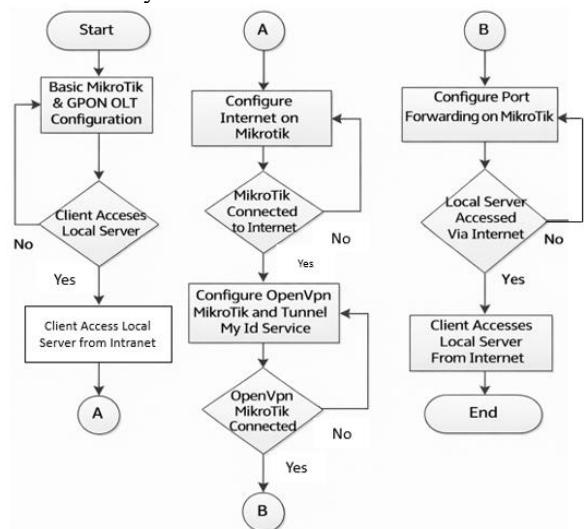 Start
Basic MikroTik
& GPON OLT
Configuration
Client Acceses
Local Server
No
Yes
Client Access Local
Server from Intranet
A
A
Configure
Internet on
Mikrotik
MikroTik
Connected
to Internet
No
Yes
Configure OpenVpn
MikroTik and Tunnel
My Id Service
OpenVpn
MikroTik
Connected
No
Yes
B
B
Configure Port
Forwarding on MikroTik
Local Server
Accessed
Via Internet
No
Yes
Client Accesses
Local Server
From Internet
End